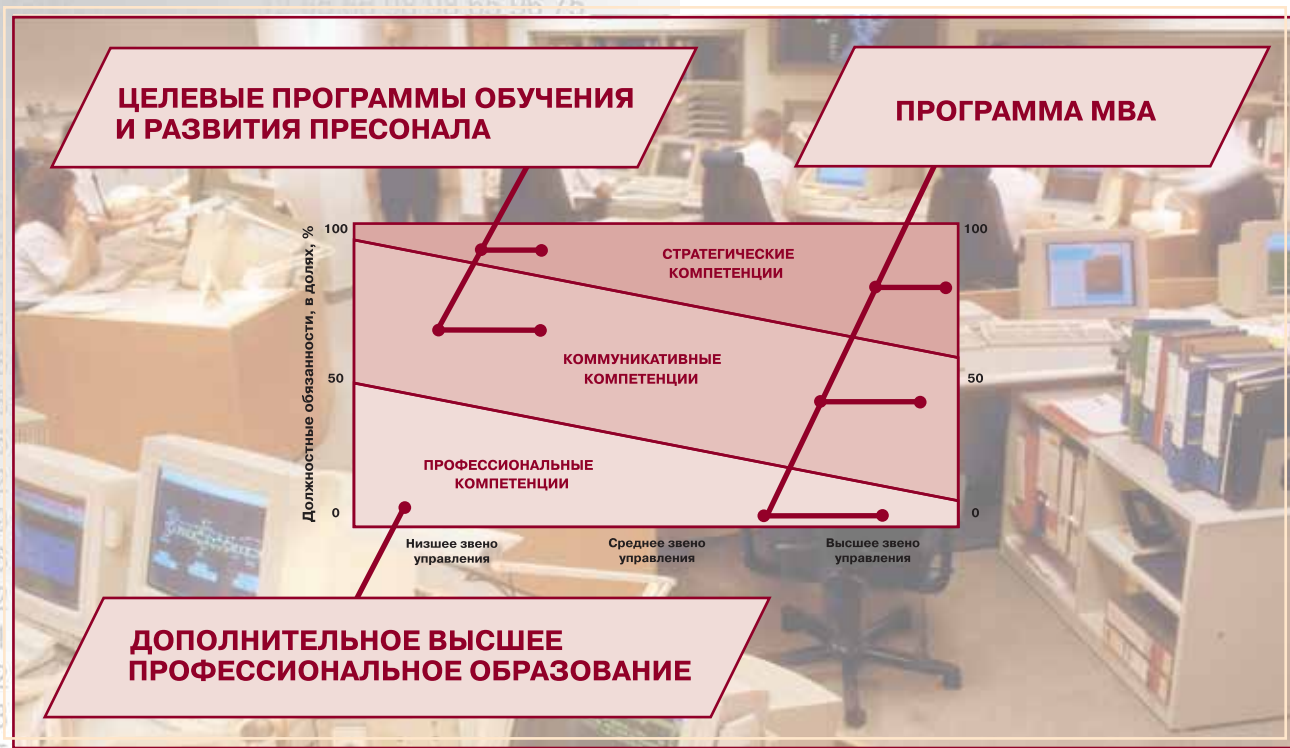 ЦЕЛЕВЫЕ ПРОГРАММЫ ОБУЧЕНИЯ
И РАЗВИТИЯ ПРЕСОНАЛА
ПРОГРАММА МВА
Должностные обязанности, в долях, %
100
50
0
СТРАТЕГИЧЕСКИЕ
КОМПЕТЕНЦИИ
КОММУНИКАТИВНЫЕ
КОМПЕТЕНЦИИ
ПРОФЕССИОНАЛЬНЫЕ
КОМПЕТЕНЦИИ
100
50
0
Низшее звено
управления
Среднее звено
управления
Высшее звено
управления
ДОПОЛНИТЕЛЬНОЕ ВЫСШЕЕ
ПРОФЕССИОНАЛЬНОЕ ОБРАЗОВАНИЕ